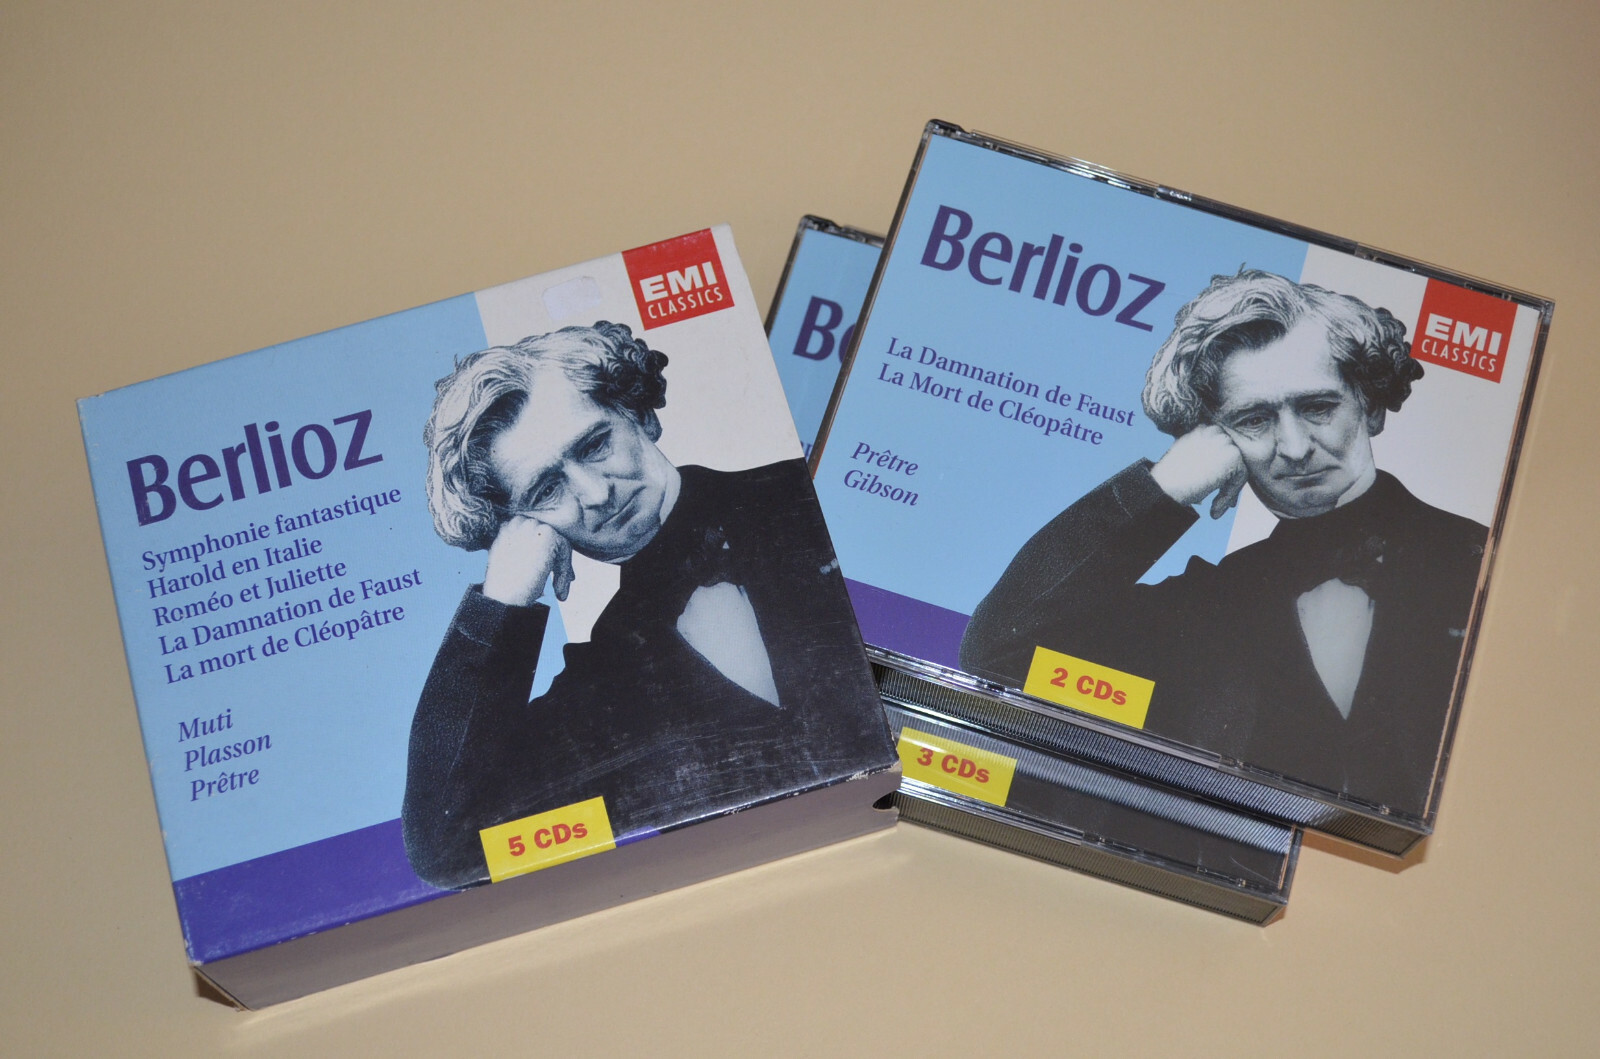 EMI
CLASSICS
Berlioz
Symphonie fantastique
Harold en Italie
Roméo et Juliette
La Damnation de Faust
La mort de Cléopâtre
Muti
Plasson
Prêtre
5 CDs
Berlioz
EMI
CLASSICS
La Damnation de Faust
La Mort de Cléopâtre
Prêtre
Gibson
2 CDs
3 CDs